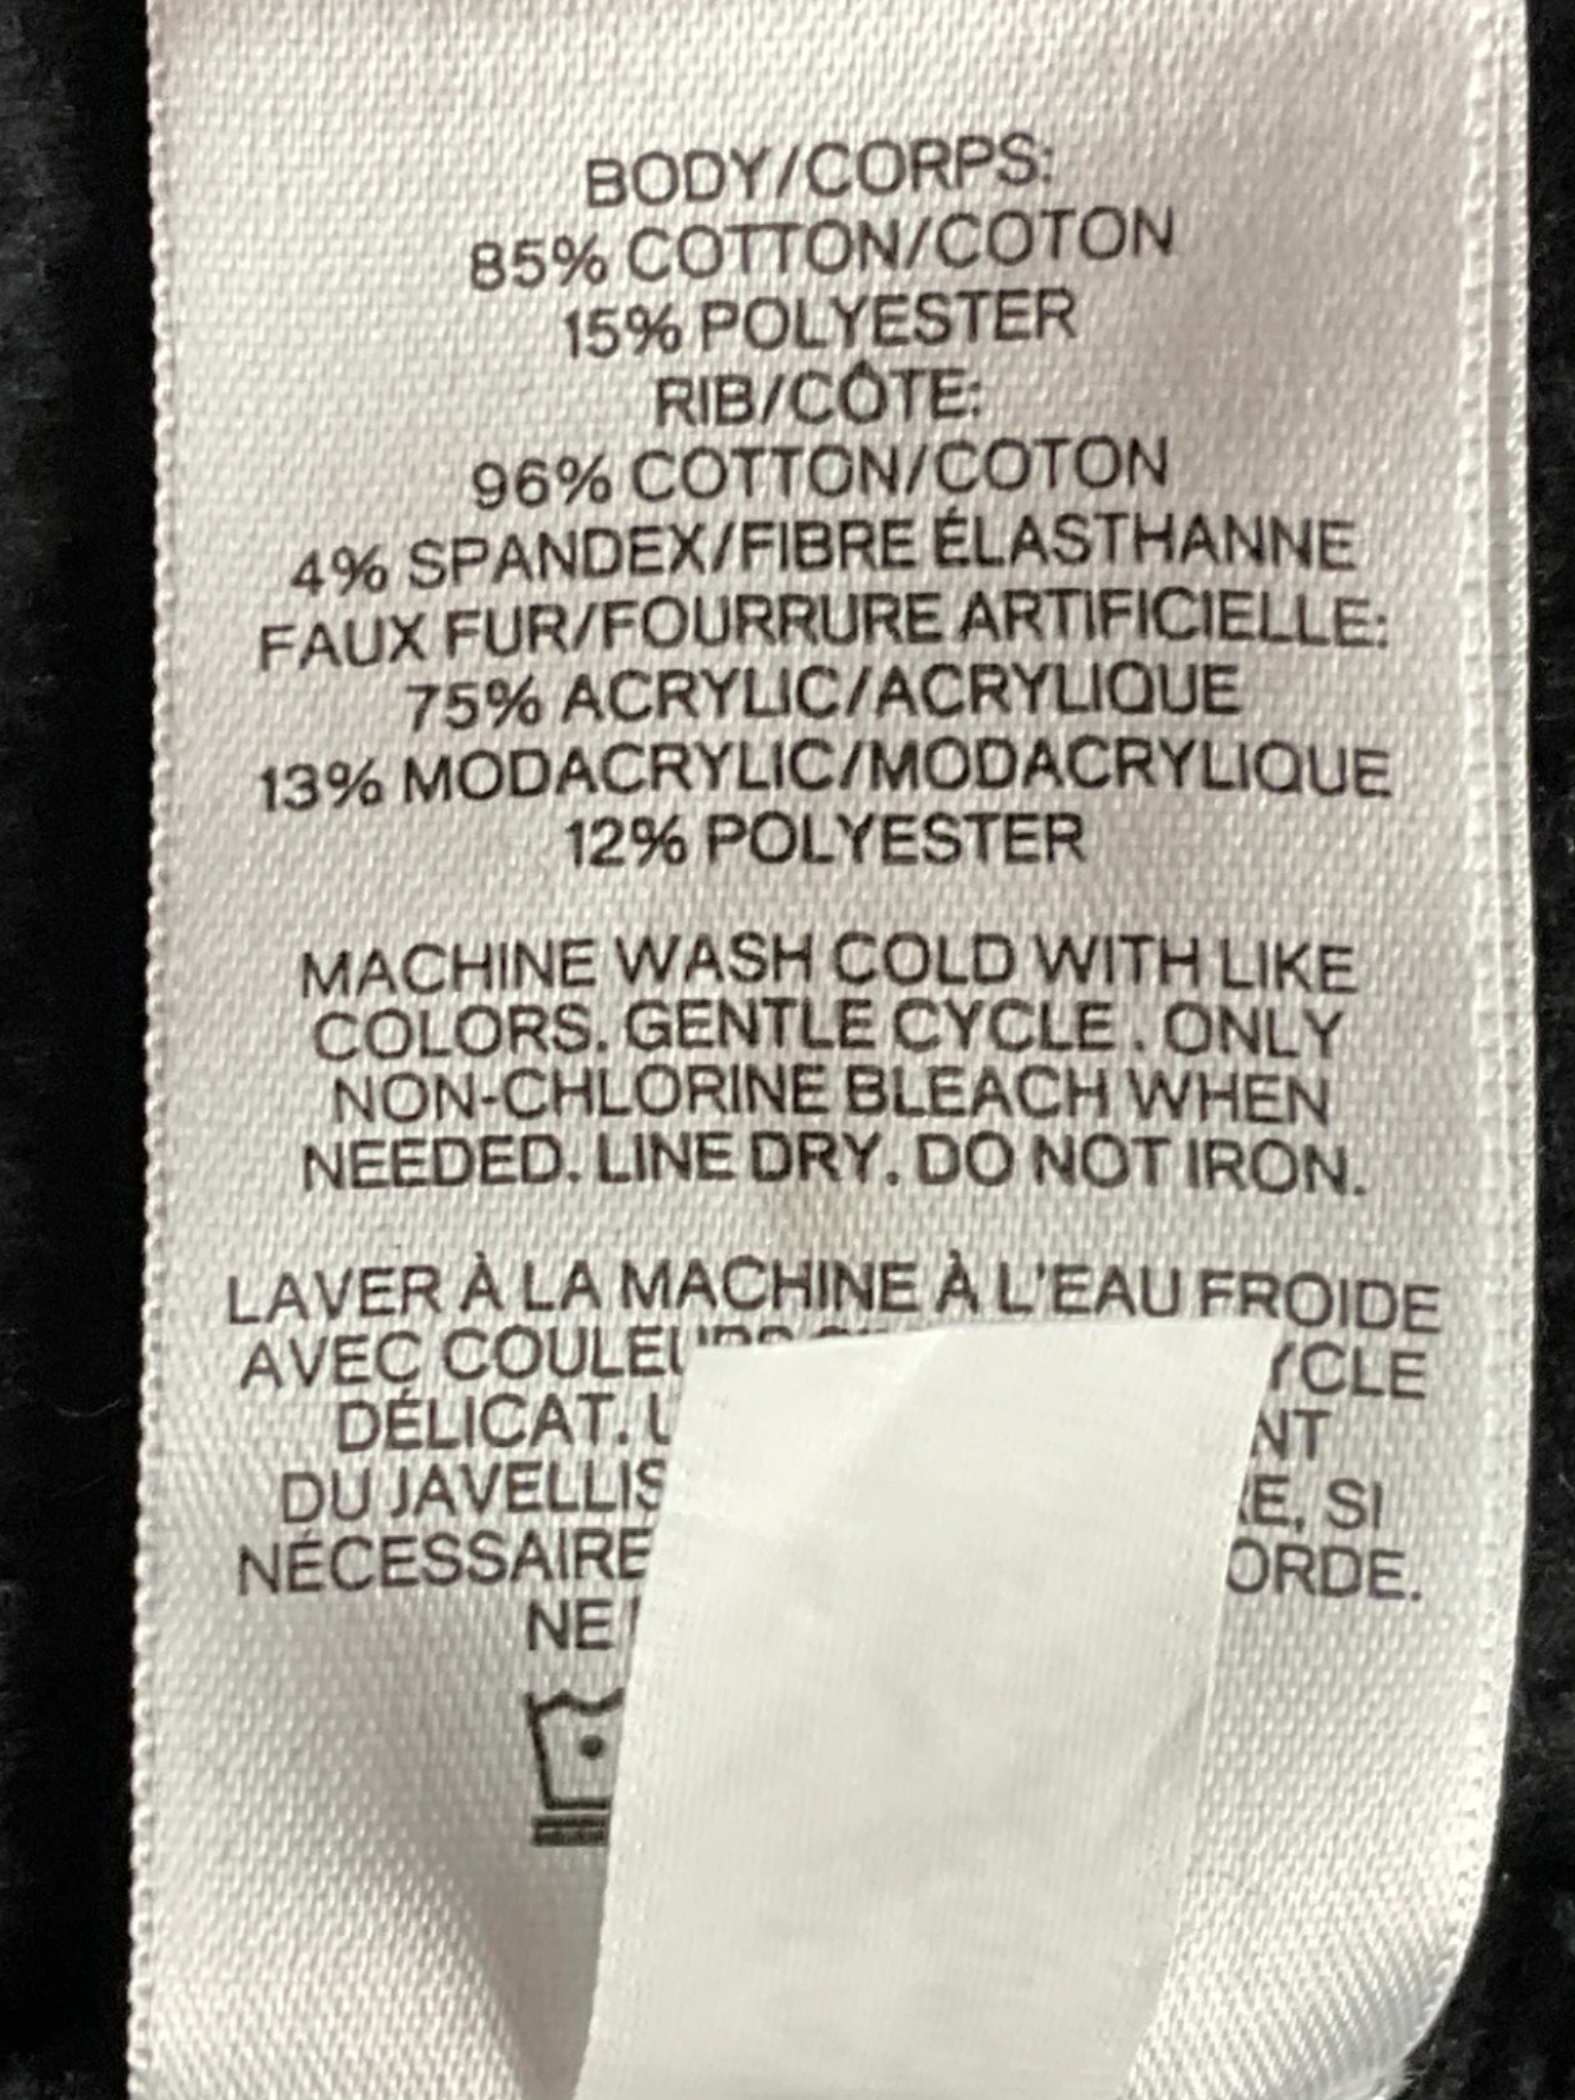 BODY/CORPS:
85% COTTON/COTON
15% POLYESTER
RIB/CÔTE:
96% COTTON/COTON
4% SPANDEX/FIBRE ÉLASTHANNE
FAUX FUR/FOURRURE ARTIFICIELLE:
75% ACRYLIC/ACRYLIQUE
13% MODACRYLIC/MODACRYLIQUE
12% POLYESTER
MACHINE WASH COLD WITH LIKE
COLORS. GENTLE CYCLE. ONLY
NON-CHLORINE BLEACH WHEN
NEEDED. LINE DRY. DO NOT IRON.
LAVER À LA MACHINE À L'EAU FROIDE
AVEC
DÉLICAT.
DU SI
NÉCESSAIRE
NE